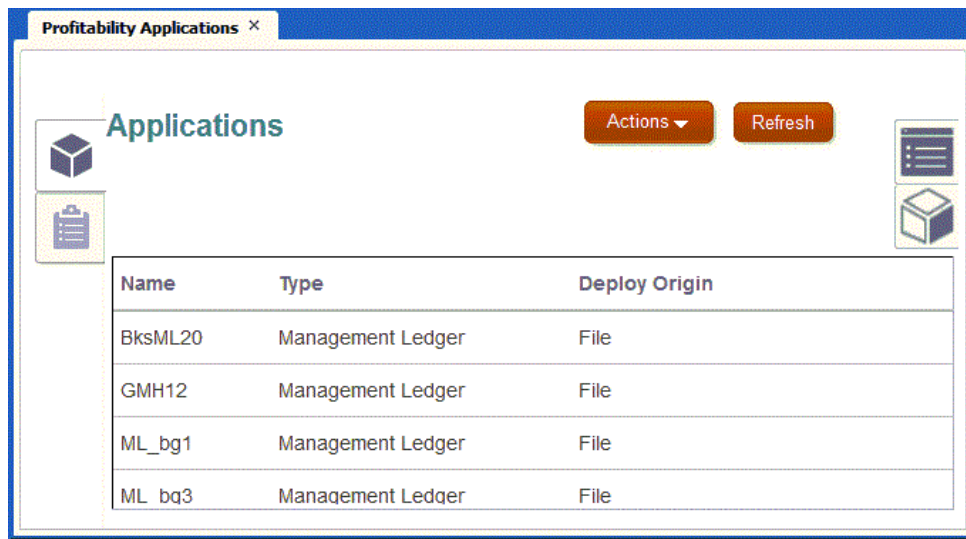 Profitability Applications ×
Applications
Actions
Refresh
Name Type Deploy Origin
BksML20 Management Ledger File
GMH12 Management Ledger File
ML_bg1 Management Ledger File
ML_bg3 Management Ledger File